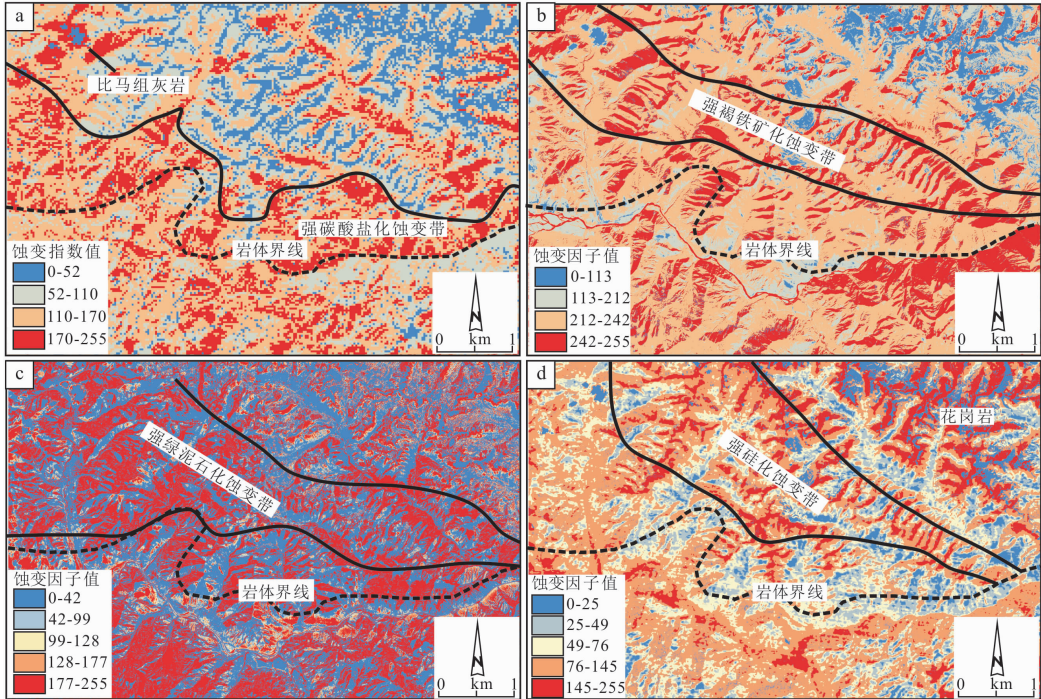 a
比马组灰岩
强碳酸盐化蚀变带
岩体界线
蚀变指数值
0-52
52-110
110-170
170-255
0 km 1
b
强褐铁矿化蚀变带
岩体界线
蚀变因子值
0-113
113-212
212-242
242-255
0 km 1
c
强绿泥石化蚀变带
岩体界线
蚀变因子值
0-42
42-99
99-128
128-177
177-255
0 km 1
d
花岗岩
强硅化蚀变带
岩体界线
蚀变因子值
0-25
25-49
49-76
76-145
145-255
0 km 1